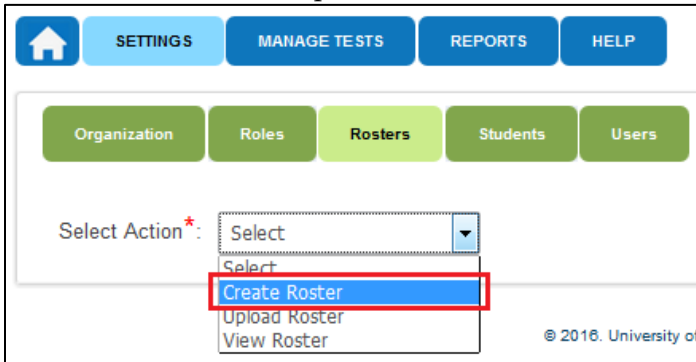 SETTINGS MANAGE TESTS REPORTS HELP
Organization Roles Rosters Students Users
Select Action*: Select
Select
Create Roster
Upload Roster
View Roster
© 2016. University of